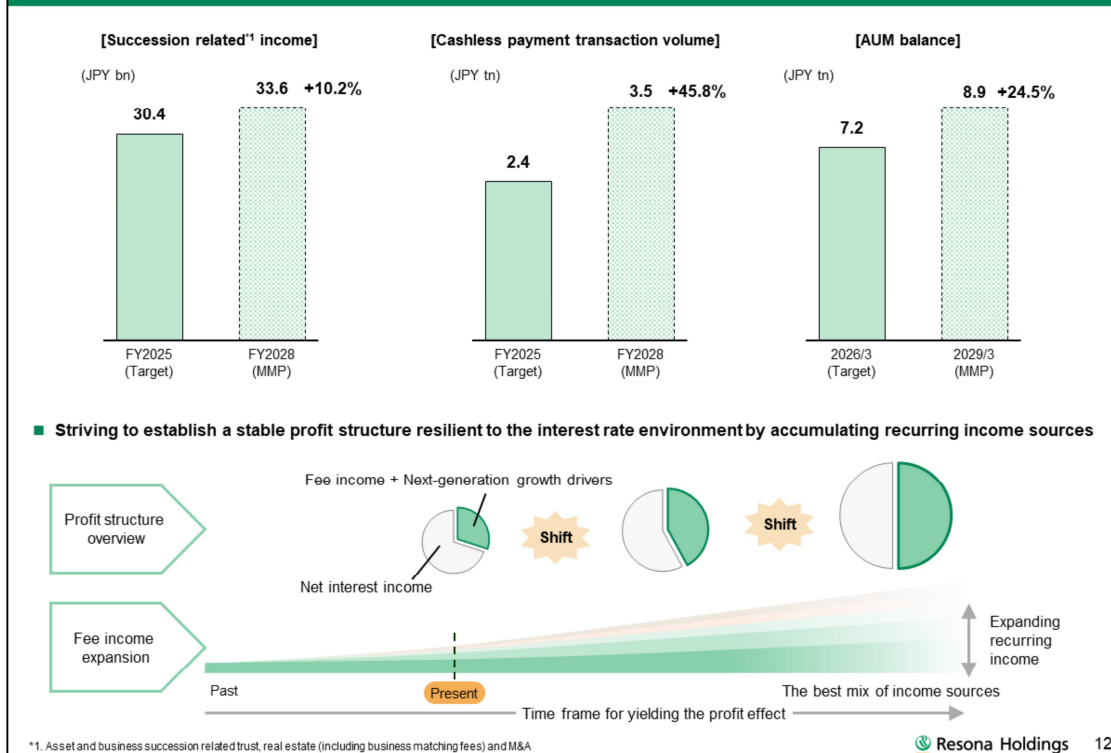 [Succession related*1 income]
(JPY bn)
30.4
33.6 +10.2%
FY2025
(Target)
FY2028
(MMP)
[Cashless payment transaction volume]
(JPY tn)
2.4
3.5 +45.8%
FY2025
(Target)
FY2028
(MMP)
[AUM balance]
(JPY tn)
7.2
8.9 +24.5%
2026/3
(Target)
2029/3
(MMP)
■ Striving to establish a stable profit structure resilient to the interest rate environment by accumulating recurring income sources
Profit structure
overview
Fee income + Next-generation growth drivers
Net interest income
Shift
Shift
Fee income
expansion
Expanding
recurring
income
Past
Present
The best mix of income sources
Time frame for yielding the profit effect
*1. Asset and business succession related trust, real estate (including business matching fees) and M&A
Resona Holdings 12